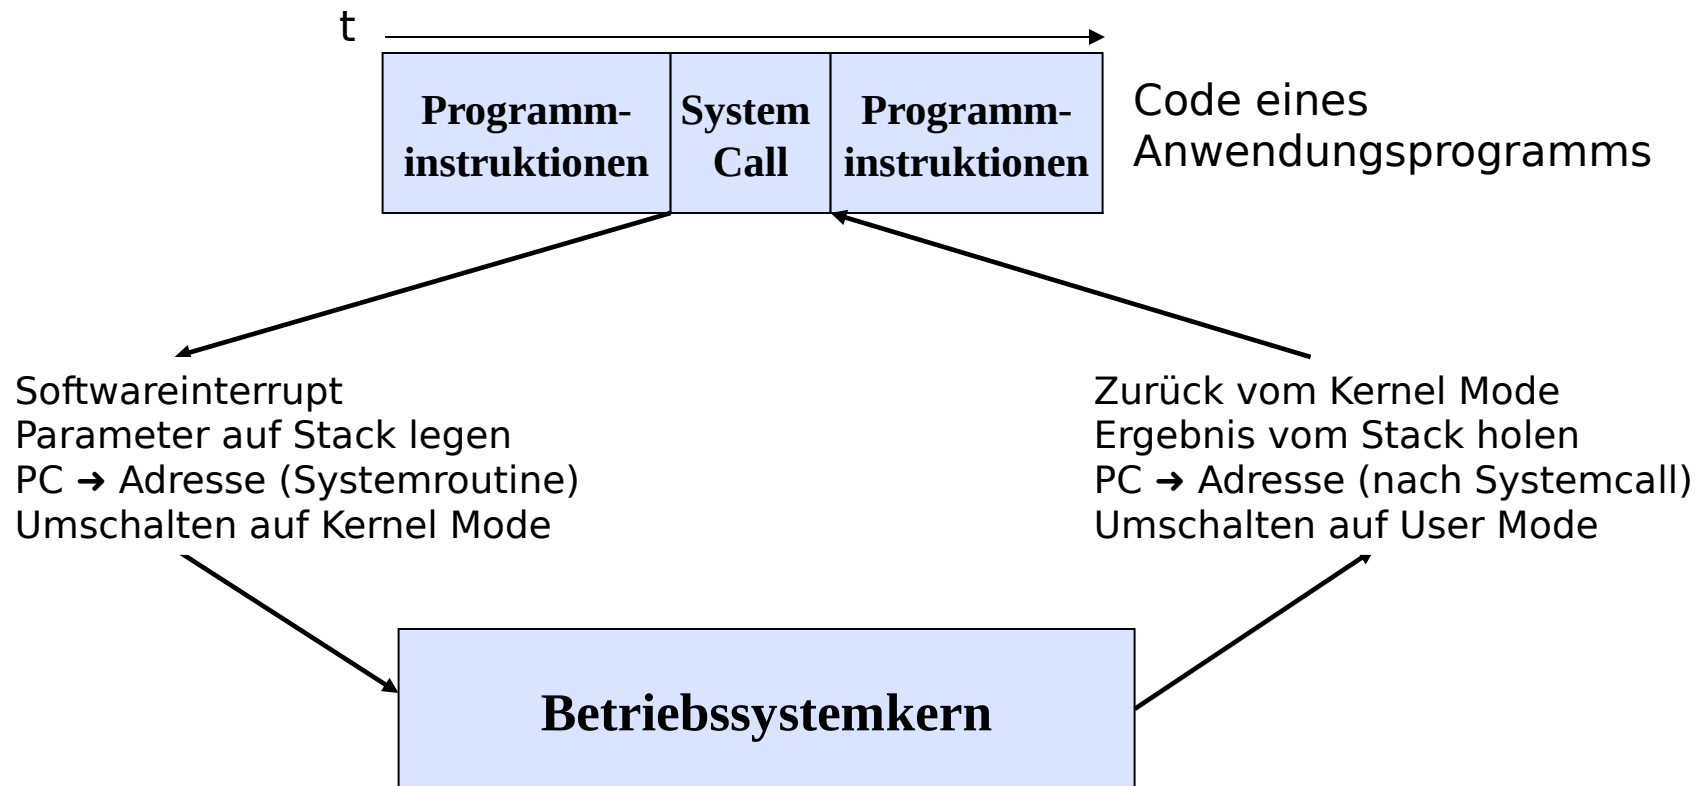 t
Programm-
instruktionen
System
Call
Programm-
instruktionen
Code eines
Anwendungsprogramms
Softwareinterrupt
Parameter auf Stack legen
PC ➜ Adresse (Systemroutine)
Umschalten auf Kernel Mode
Zurück vom Kernel Mode
Ergebnis vom Stack holen
PC ➜ Adresse (nach Systemcall)
Umschalten auf User Mode
Betriebssystemkern